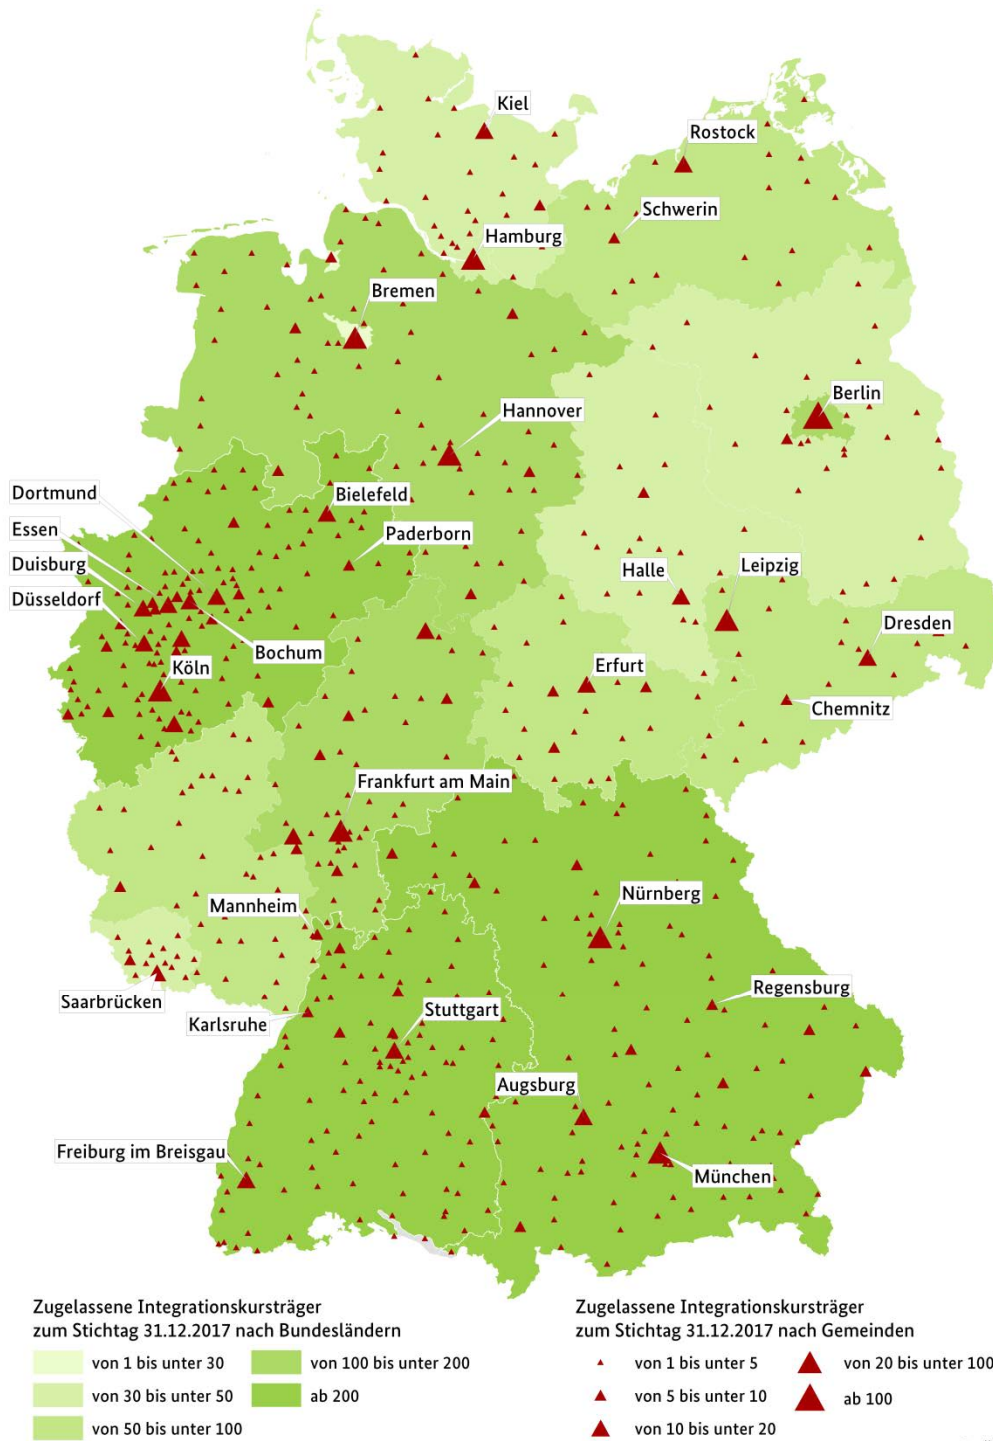 Kiel
Rostock
Schwerin
Hamburg
Bremen
Berlin
Hannover
Dortmund
Bielefeld
Essen
Paderborn
Duisburg
Halle
Leipzig
Düsseldorf
Dresden
Bochum
Köln
Erfurt
Chemnitz
Frankfurt am Main
Mannheim
Nürnberg
Saarbrücken
Regensburg
Karlsruhe
Stuttgart
Augsburg
Freiburg im Breisgau
München
Zugelassene Integrationskursträger
zum Stichtag 31.12.2017 nach Bundesländern
von 1 bis unter 30
von 30 bis unter 50
von 50 bis unter 100
von 100 bis unter 200
ab 200
Zugelassene Integrationskursträger
zum Stichtag 31.12.2017 nach Gemeinden
von 1 bis unter 5
von 5 bis unter 10
von 10 bis unter 20
von 20 bis unter 100
ab 100